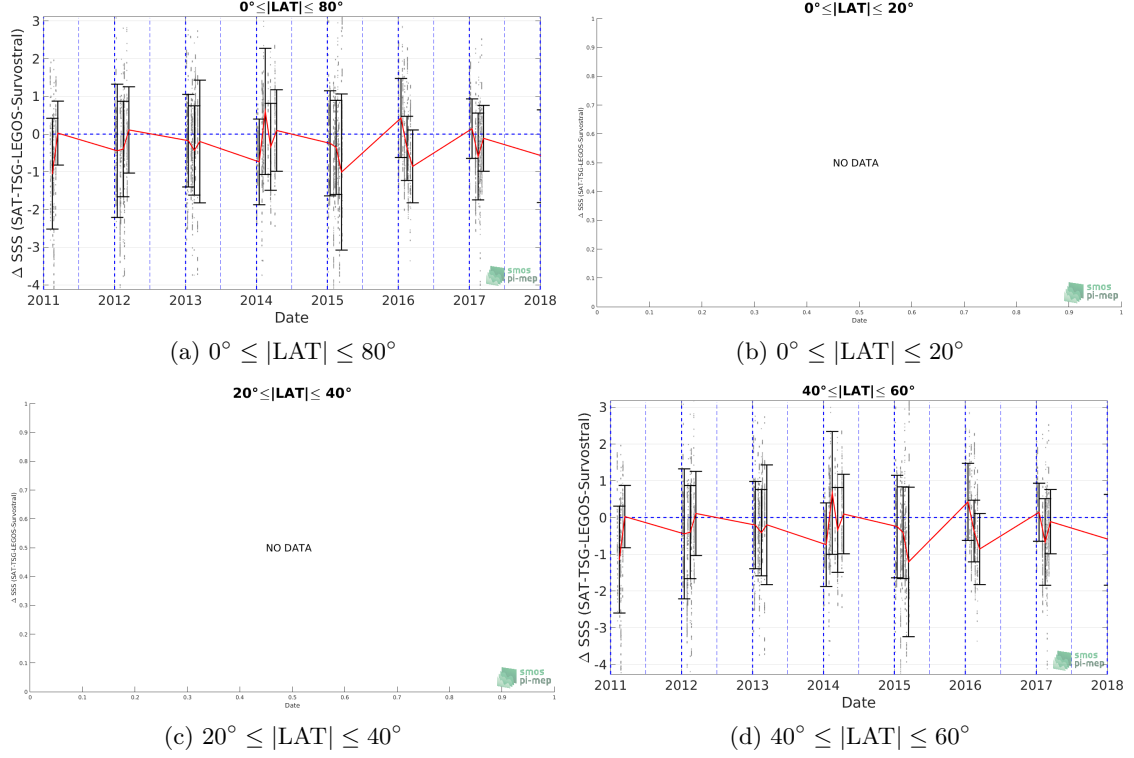 0°≤|LAT|≤ 80°
Δ SSS (SAT-TSG-LEGOS-Survostral)
3
2
1
0
-1
-2
-3
-4
2011 2012 2013 2014 2015 2016 2017 2018
Date
smos
pi-mep
(a) 0° ≤ |LAT| ≤ 80°
0°≤|LAT|≤ 20°
Δ SSS (SAT-TSG-LEGOS-Survostral)
1
0.9
0.8
0.7
0.6
0.5
0.4
0.3
0.2
0.1
0
NO DATA
0 0.1 0.2 0.3 0.4 0.5 0.6 0.7 0.8 0.9 1
Date
smos
pi-mep
(b) 0° ≤ |LAT| ≤ 20°
20°≤|LAT|≤ 40°
Δ SSS (SAT-TSG-LEGOS-Survostral)
1
0.9
0.8
0.7
0.6
0.5
0.4
0.3
0.2
0.1
0
NO DATA
0 0.1 0.2 0.3 0.4 0.5 0.6 0.7 0.8 0.9 1
Date
smos
pi-mep
(c) 20° ≤ |LAT| ≤ 40°
40°≤|LAT|≤ 60°
Δ SSS (SAT-TSG-LEGOS-Survostral)
3
2
1
0
-1
-2
-3
-4
2011 2012 2013 2014 2015 2016 2017 2018
Date
smos
pi-mep
(d) 40° ≤ |LAT| ≤ 60°